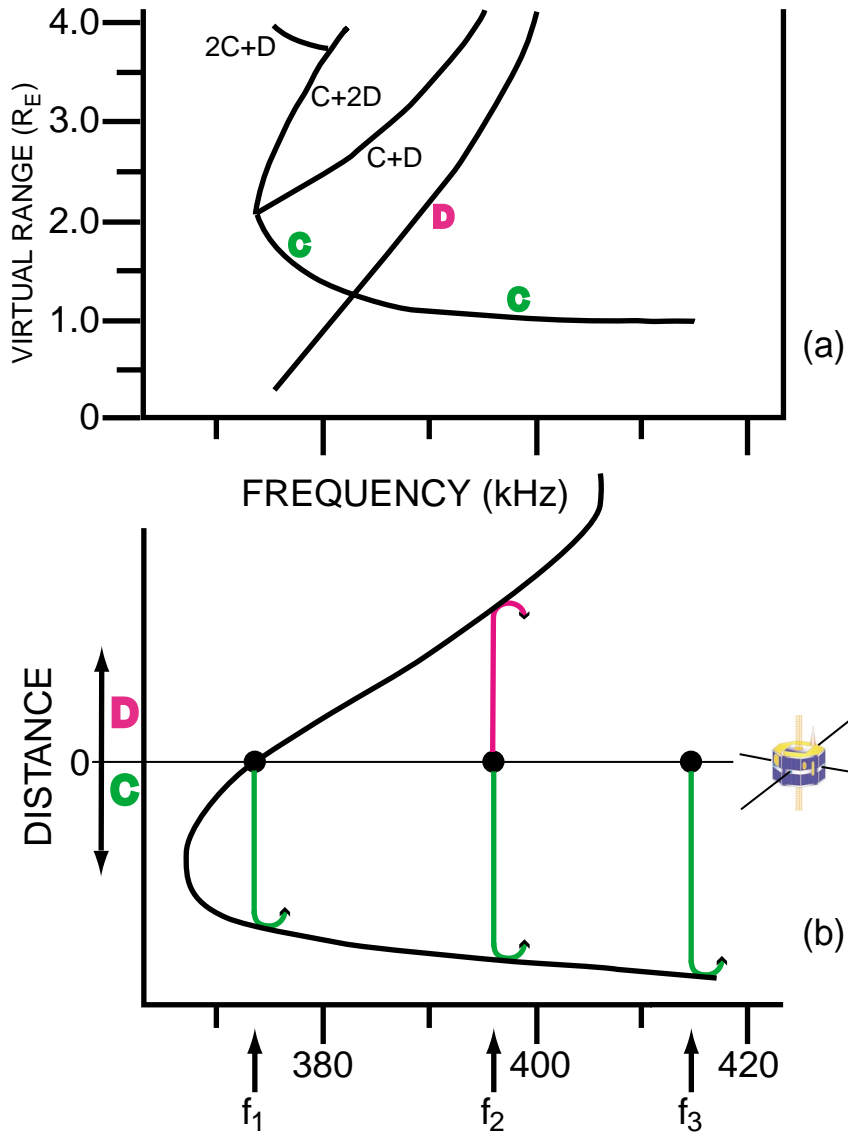 4.0
2C+D
C+2D
3.0
C+D
VIRTUAL RANGE (R_E)
D
2.0
C
C
1.0
(a)
0
FREQUENCY (kHz)
DISTANCE
D
0
C
(b)
380
400
420
f1
f2
f3